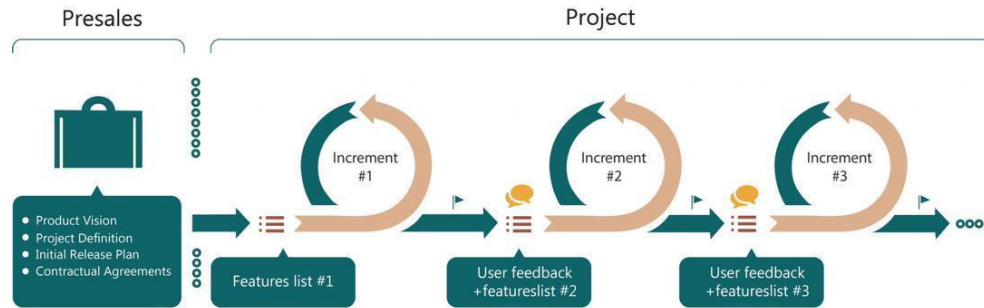 Presales
Project
Increment
#1
Increment
#2
Increment
#3
Product Vision
Project Definition
Initial Release Plan
Contractual Agreements
Features list #1
User feedback
+featureslist #2
User feedback
+featureslist #3